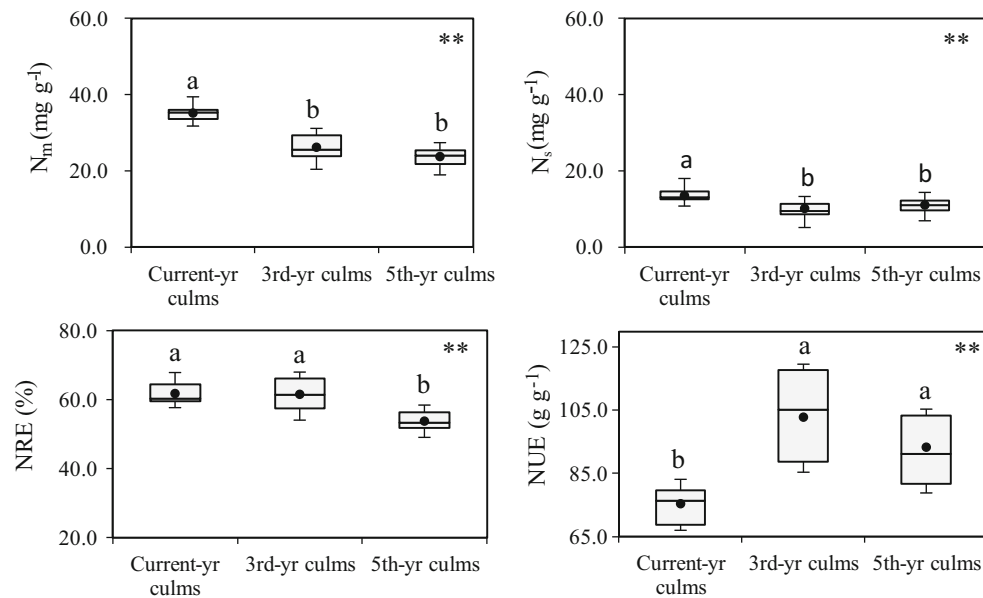 60.0
40.0
20.0
0.0
N_m (mg g^-1)
**
a
b
b
Current-yr culms
3rd-yr culms
5th-yr culms
60.0
40.0
20.0
0.0
N_s (mg g^-1)
**
a
b
b
Current-yr culms
3rd-yr culms
5th-yr culms
80.0
60.0
40.0
20.0
NRE (%)
**
a
a
b
Current-yr culms
3rd-yr culms
5th-yr culms
125.0
105.0
85.0
65.0
NUE (g g^-1)
**
b
a
a
Current-yr culms
3rd-yr culms
5th-yr culms